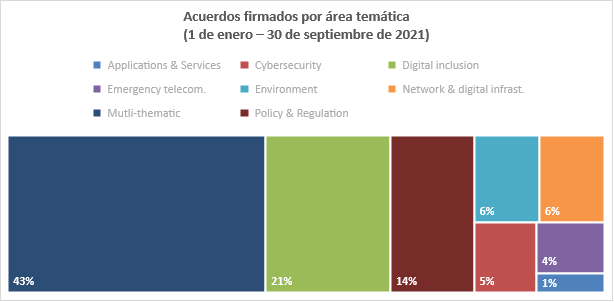 Acuerdos firmados por área temática
(1 de enero – 30 de septiembre de 2021)
Applications & Services
Cybersecurity
Digital inclusion
Emergency telecom.
Environment
Network & digital infrast.
Mutli-thematic
Policy & Regulation
43%
21%
14%
6%
6%
5%
4%
1%